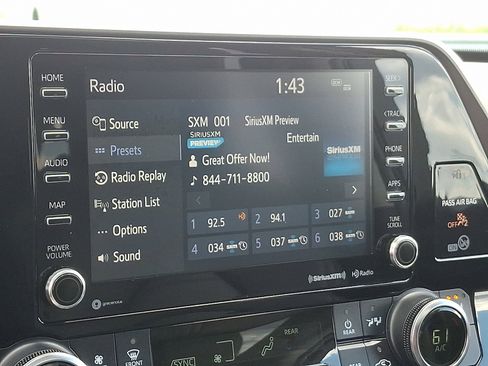 HOME
MENU
AUDIO
MAP
POWER
VOLUME
Radio
1:43
Source
Presets
Radio Replay
Station List
Options
Sound
SXM 001 SiriusXM Preview
SIRIUSXM
PREVIEW
Entertain
Great Offer Now!
844-711-8800
SiriusXM
1 92.5
2 94.1
3 027
4 034
5 037
6 038
gracenote
SiriusXM
HD Radio
SEEK
TRACK
PHONE
APPS
TUNE
SCROLL
PASS AIR BAG
OFF
FRONT
SYNC
REAR
REAR
61
A/C